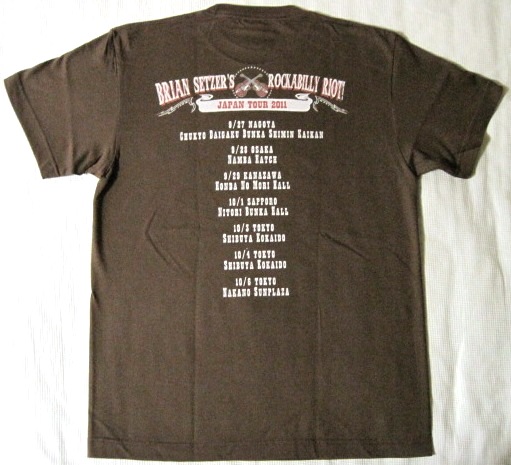 BRIAN SETZER'S ROCKABILLY RIOT!
JAPAN TOUR 2011
9/27 NAGOYA
CHUKYO DAIGAKU BUNKA SHIMIN KAIKAN
9/28 OSAKA
NAMBA HATCH
9/29 KANAZAWA
HONDA NO MORI HALL
10/1 SAPPORO
NITORI BUNKA HALL
10/3 TOKYO
SHIBUYA KOKAIDO
10/4 TOKYO
SHIBUYA KOKAIDO
10/6 TOKYO
NAKANO SUNPLAZA